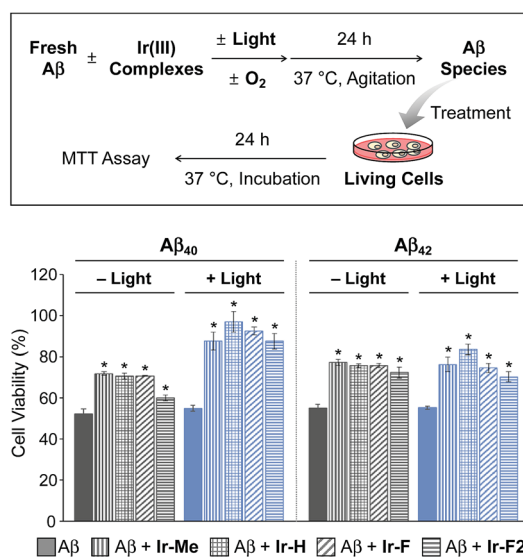 Fresh Aβ ± Ir(III) Complexes
± Light
± O2
24 h
37 °C, Agitation
Aβ Species
Treatment
Living Cells
24 h
37 °C, Incubation
MTT Assay
Aβ40 Aβ42
– Light + Light – Light + Light
Cell Viability (%)
120
100
80
60
40
20
0
* * * * * * * * * * * * * * * *
Aβ Aβ + Ir-Me Aβ + Ir-H Aβ + Ir-F Aβ + Ir-F2